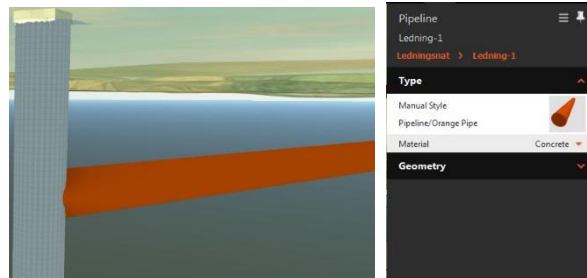 Pipeline
Ledning-1
Ledningsnat > Ledning-1
Type
Manual Style
Pipeline/Orange Pipe
Material Concrete
Geometry